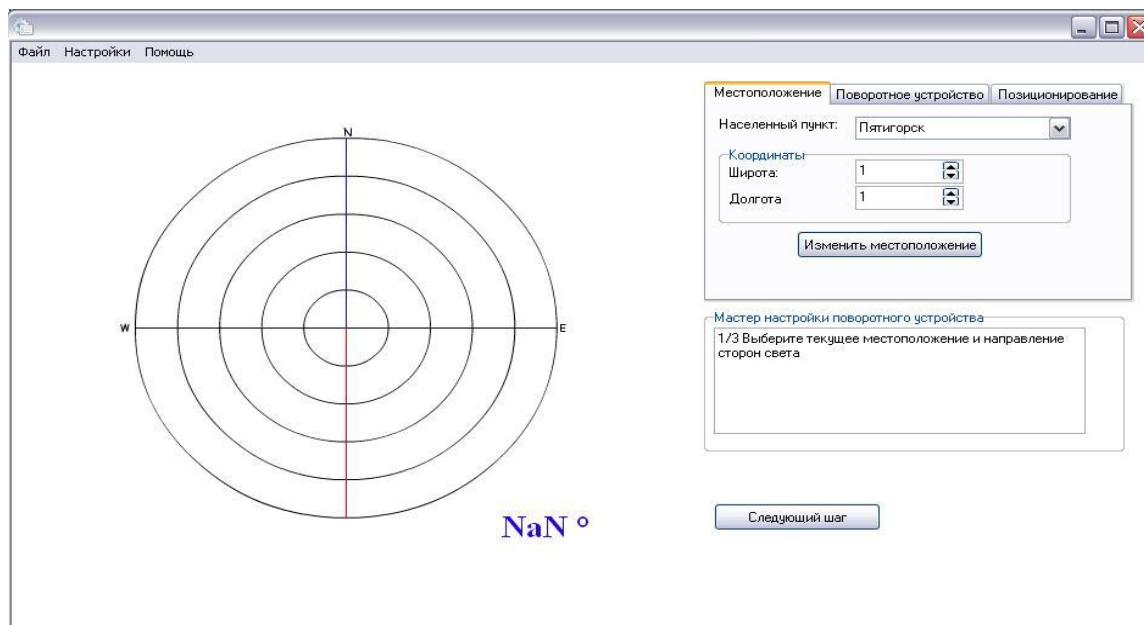 Файл Настройки Помощь
Местоположение Поворотное устройство Позиционирование
Населенный пункт: Пятигорск
Координаты
Широта: 1
Долгота 1
Изменить местоположение
N
W
E
NaN °
Мастер настройки поворотного устройства
1/3 Выберите текущее местоположение и направление
сторон света
Следующий шаг